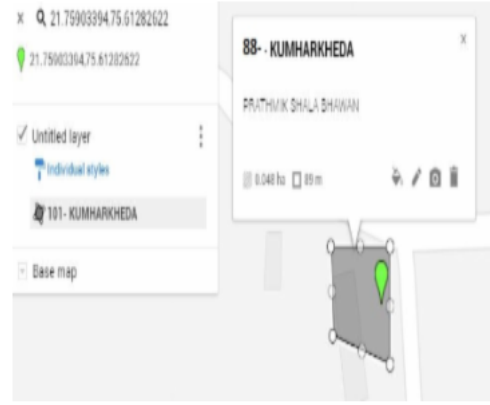 × 21.75903394,75.61282622
21.75903394,75.61282622
Untitled layer
Individual styles
101- KUMHARKHEDA
Base map
88- . KUMHARKHEDA ×
PRATHMIK SHALA BHAWAN
0.048 ha 89 m